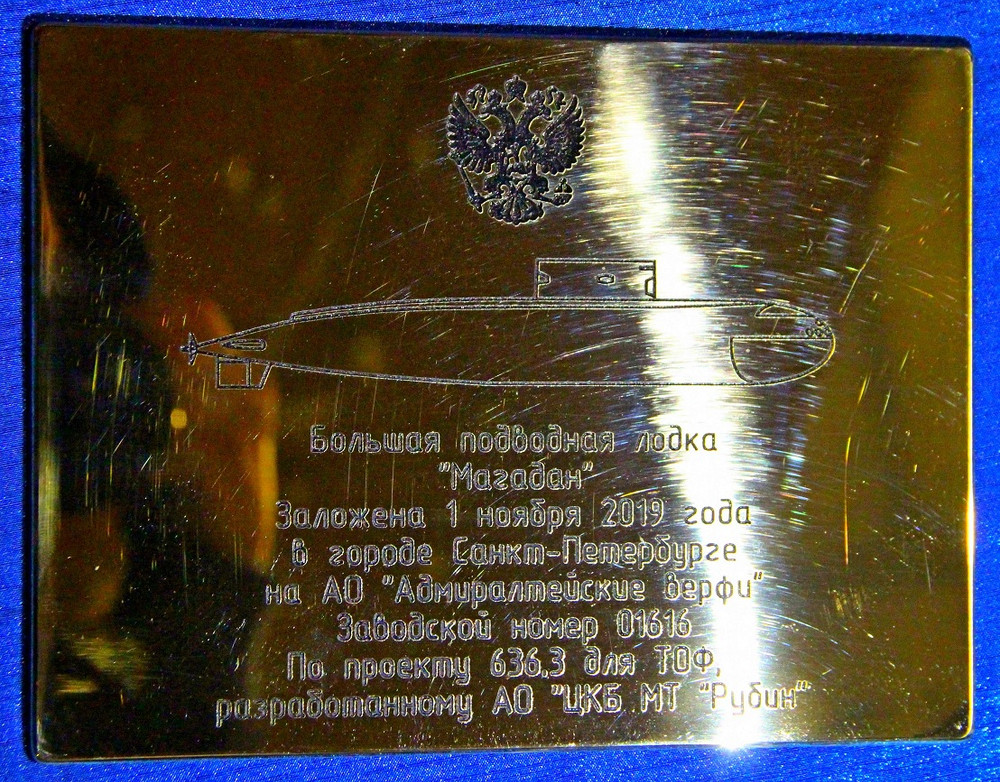 Большая подводная лодка
"Магадан"
Заложена 1 ноября 2019 года
в городе Санкт-Петербурге
на АО "Адмиралтейские верфи"
Заводской номер 01616
По проекту 636.3 для ТОФ,
разработанному АО "ЦКБ МТ "Рубин"